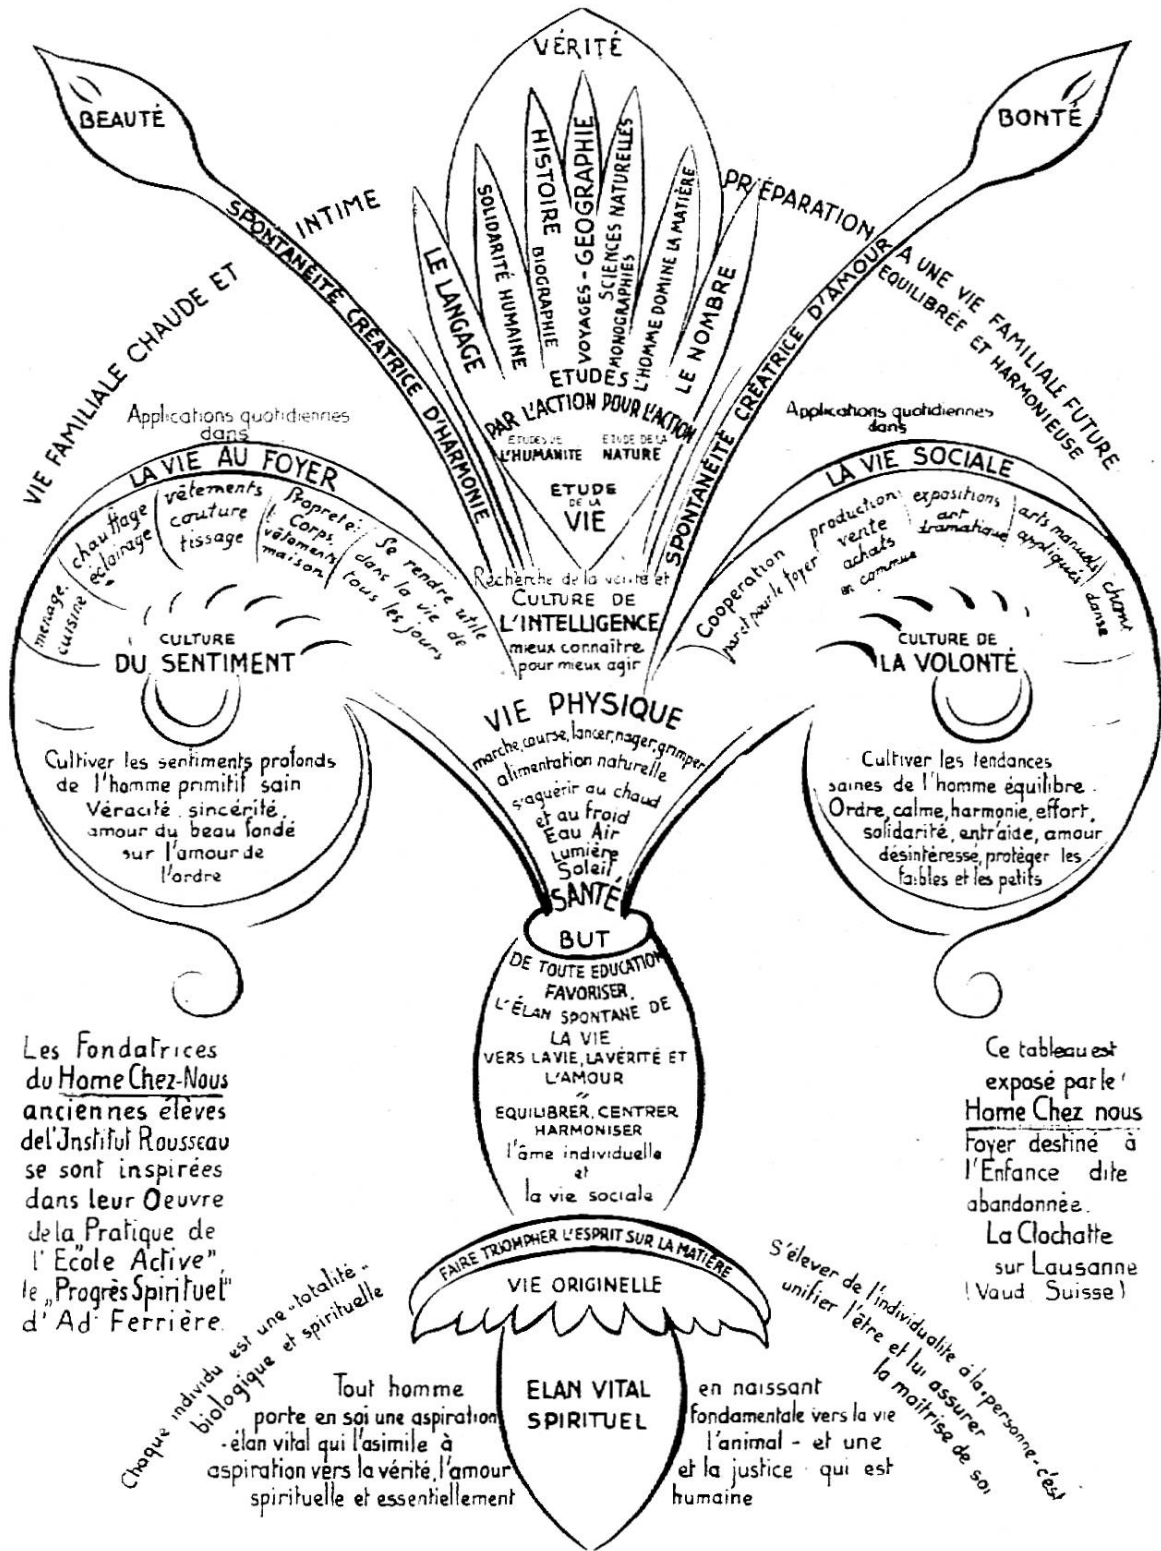 VÉRITÉ
BEAUTÉ
BONTÉ
VIE FAMILIALE CHAUDE ET INTIME
SPONTANÉITÉ CRÉATRICE D'HARMONIE
LE LANGAGE
SOLIDARITÉ HUMAINE
HISTOIRE BIOGRAPHIE
VOYAGES - GEOGRAPHIE
SCIENCES NATURELLES
MONOGRAPHIES
L'HOMME DOMINE LA MATIÈRE
LE NOMBRE
SPONTANÉITÉ CRÉATRICE D'AMOUR
PRÉPARATION A UNE VIE FAMILIALE FUTURE
EQUILIBRÉE ET HARMONIEUSE
ETUDES
PAR L'ACTION POUR L'ACTION
ETUDES DE
L'HUMANITE
ETUDE DE LA
NATURE
ETUDE
DE LA
VIE
Recherche de la vérité et
CULTURE DE
L'INTELLIGENCE
mieux connaître
pour mieux agir
Applications quotidiennes
dans
LA VIE AU FOYER
menage
cuisine
chauffage
éclairage
vêtements
couture
tissage
Propreté:
Corps,
vêtements
maison
Se rendre utile
dans la vie de
tous les jours
CULTURE
DU SENTIMENT
Cultiver les sentiments profonds
de l'homme primitif sain
Véracité, sincérité,
amour du beau fondé
sur l'amour de
l'ordre
Applications quotidiennes
dans
LA VIE SOCIALE
Cooperation
par et pour le foyer
production
vente
achats
en commun
expositions
art
dramatique
arts manuels
appliqués
chant
danse
CULTURE DE
LA VOLONTÉ
Cultiver les tendances
saines de l'homme équilibre.
Ordre, calme, harmonie, effort,
solidarité, entr'aide, amour
désintéressé, protéger les
faibles et les petits
VIE PHYSIQUE
marche, course, lancer, nager, grimper
alimentation naturelle
s'aguérir au chaud
et au froid
Eau Air
Lumière
Soleil
SANTÉ
BUT
DE TOUTE EDUCATION
FAVORISER
L'ÉLAN SPONTANE DE
LA VIE
VERS LA VIE, LA VÉRITÉ ET
L'AMOUR
"
EQUILIBRER, CENTRER
HARMONISER
l'âme individuelle
et
la vie sociale
FAIRE TRIOMPHER L'ESPRIT SUR LA MATIÈRE
VIE ORIGINELLE
ELAN VITAL
SPIRITUEL
Les Fondatrices
du Home Chez-Nous
anciennes élèves
de l'Institut Rousseau
se sont inspirées
dans leur Oeuvre
de la Pratique de
l'"Ecole Active",
le „Progrès Spirituel"
d'Ad. Ferrière.
Ce tableau est
exposé par le
Home Chez nous
Foyer destiné à
l'Enfance dite
abandonnée.
La Clochatte
sur Lausanne
(Vaud Suisse)
Chaque individu est une „totalité"
biologique et spirituelle
S'élever de l'individualité à la personne - c'est
unifier l'être et lui assurer
la maîtrise de soi
Tout homme en naissant
porte en soi une aspiration fondamentale vers la vie
- élan vital qui l'asimile à l'animal - et une
aspiration vers la vérité, l'amour et la justice - qui est
spirituelle et essentiellement humaine